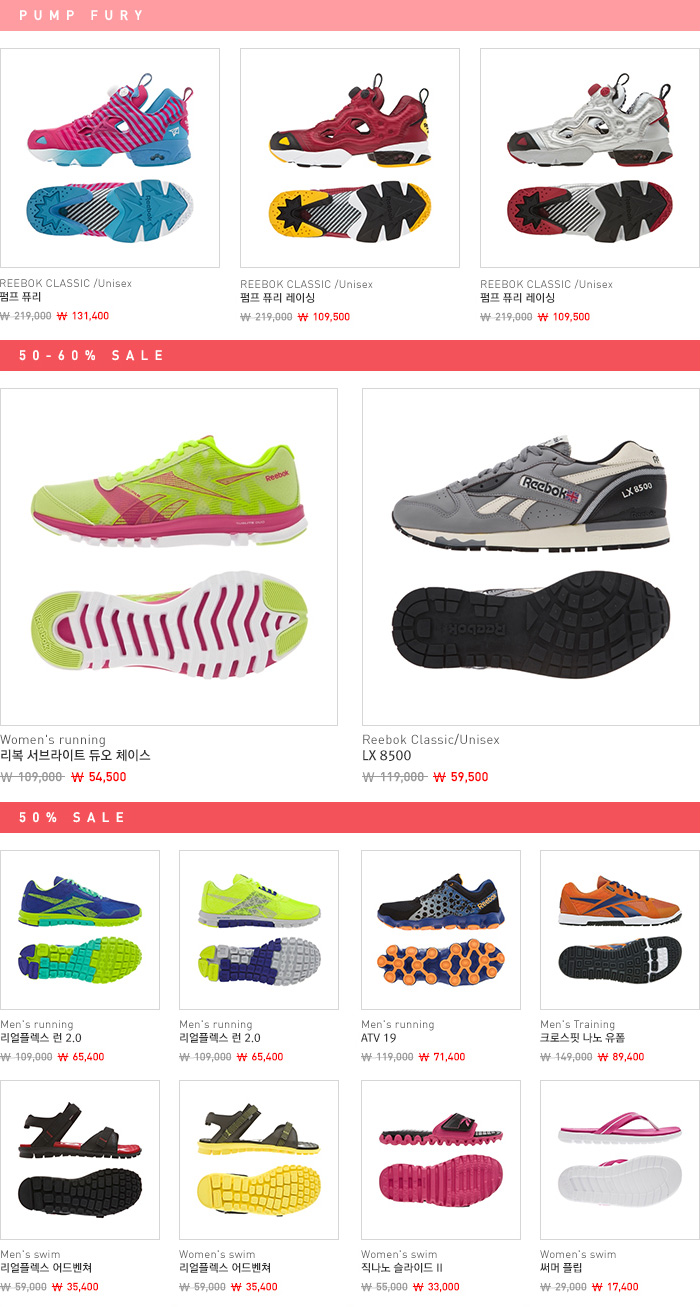 PUMP FURY
REEBOK CLASSIC /Unisex
펌프 퓨리
₩ 219,000 ₩ 131,400
REEBOK CLASSIC /Unisex
펌프 퓨리 레이싱
₩ 219,000 ₩ 109,500
REEBOK CLASSIC /Unisex
펌프 퓨리 레이싱
₩ 219,000 ₩ 109,500
50-60% SALE
Reebok
Reebok
LX 8500
Reebok
Women's running
리복 서브라이트 듀오 체이스
₩ 109,000 ₩ 54,500
Reebok Classic/Unisex
LX 8500
₩ 119,000 ₩ 59,500
50% SALE
Reebok
Men's running
리얼플렉스 런 2.0
₩ 109,000 ₩ 65,400
Men's running
리얼플렉스 런 2.0
₩ 109,000 ₩ 65,400
Men's running
ATV 19
₩ 119,000 ₩ 71,400
Men's Training
크로스핏 나노 유폼
₩ 149,000 ₩ 89,400
Men's swim
리얼플렉스 어드벤쳐
₩ 59,000 ₩ 35,400
Women's swim
리얼플렉스 어드벤쳐
₩ 59,000 ₩ 35,400
Women's swim
직나노 슬라이드 II
₩ 55,000 ₩ 33,000
Women's swim
써머 플립
₩ 29,000 ₩ 17,400